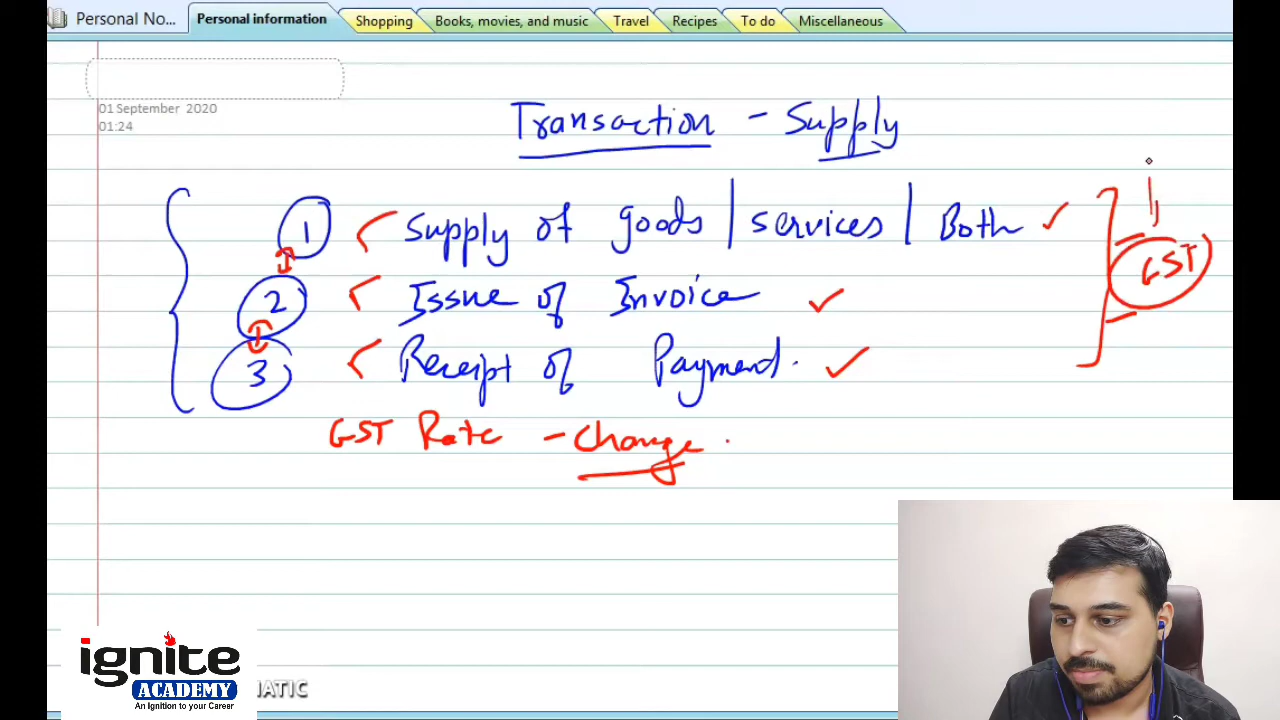 Personal No... Personal information Shopping Books, movies, and music Travel Recipes To do Miscellaneous
01 September 2020
01:24
Transaction - Supply
1 Supply of goods | services | Both
2 Issue of Invoice
GST
3 Receipt of Payment.
GST Rate - change.
ignite
ACADEMY
An Ignition to your Career
MATIC